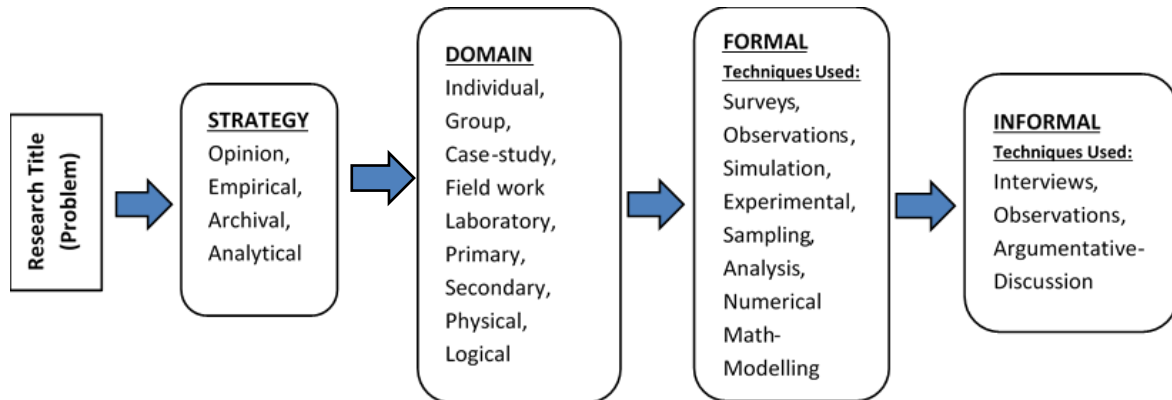 Research Title
(Problem)
STRATEGY
Opinion,
Empirical,
Archival,
Analytical
DOMAIN
Individual,
Group,
Case-study,
Field work
Laboratory,
Primary,
Secondary,
Physical,
Logical
FORMAL
Techniques Used:
Surveys,
Observations,
Simulation,
Experimental,
Sampling,
Analysis,
Numerical
Math-
Modelling
INFORMAL
Techniques Used:
Interviews,
Observations,
Argumentative-
Discussion